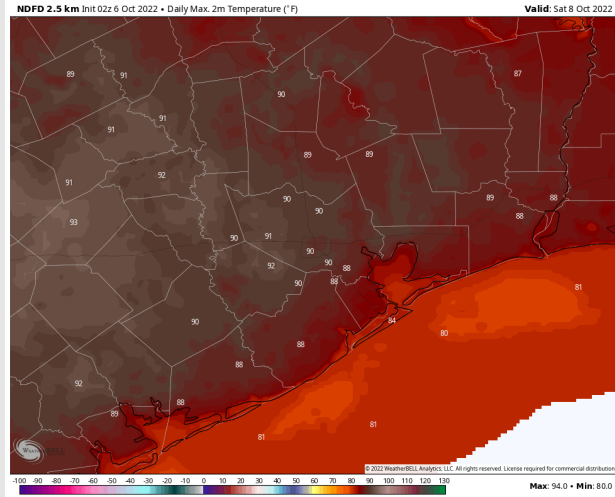 NDFD 2.5 km Init 02z 6 Oct 2022 • Daily Max. 2m Temperature (°F) Valid: Sat 8 Oct 2022
89 91 87
90
91 91
89 89
91 92
90 89 88
93 90 88
90 91 90
92 90 88
90 88 81
90 84
88 80
88
92
89 88
81 81
© 2022 WeatherBELL Analytics, LLC. All rights reserved. License required for commercial distribution
-100 -90 -80 -70 -60 -50 -40 -30 -20 -10 0 10 20 30 40 50 60 70 80 90 100 110 120 130
Max: 94.0 • Min: 80.0